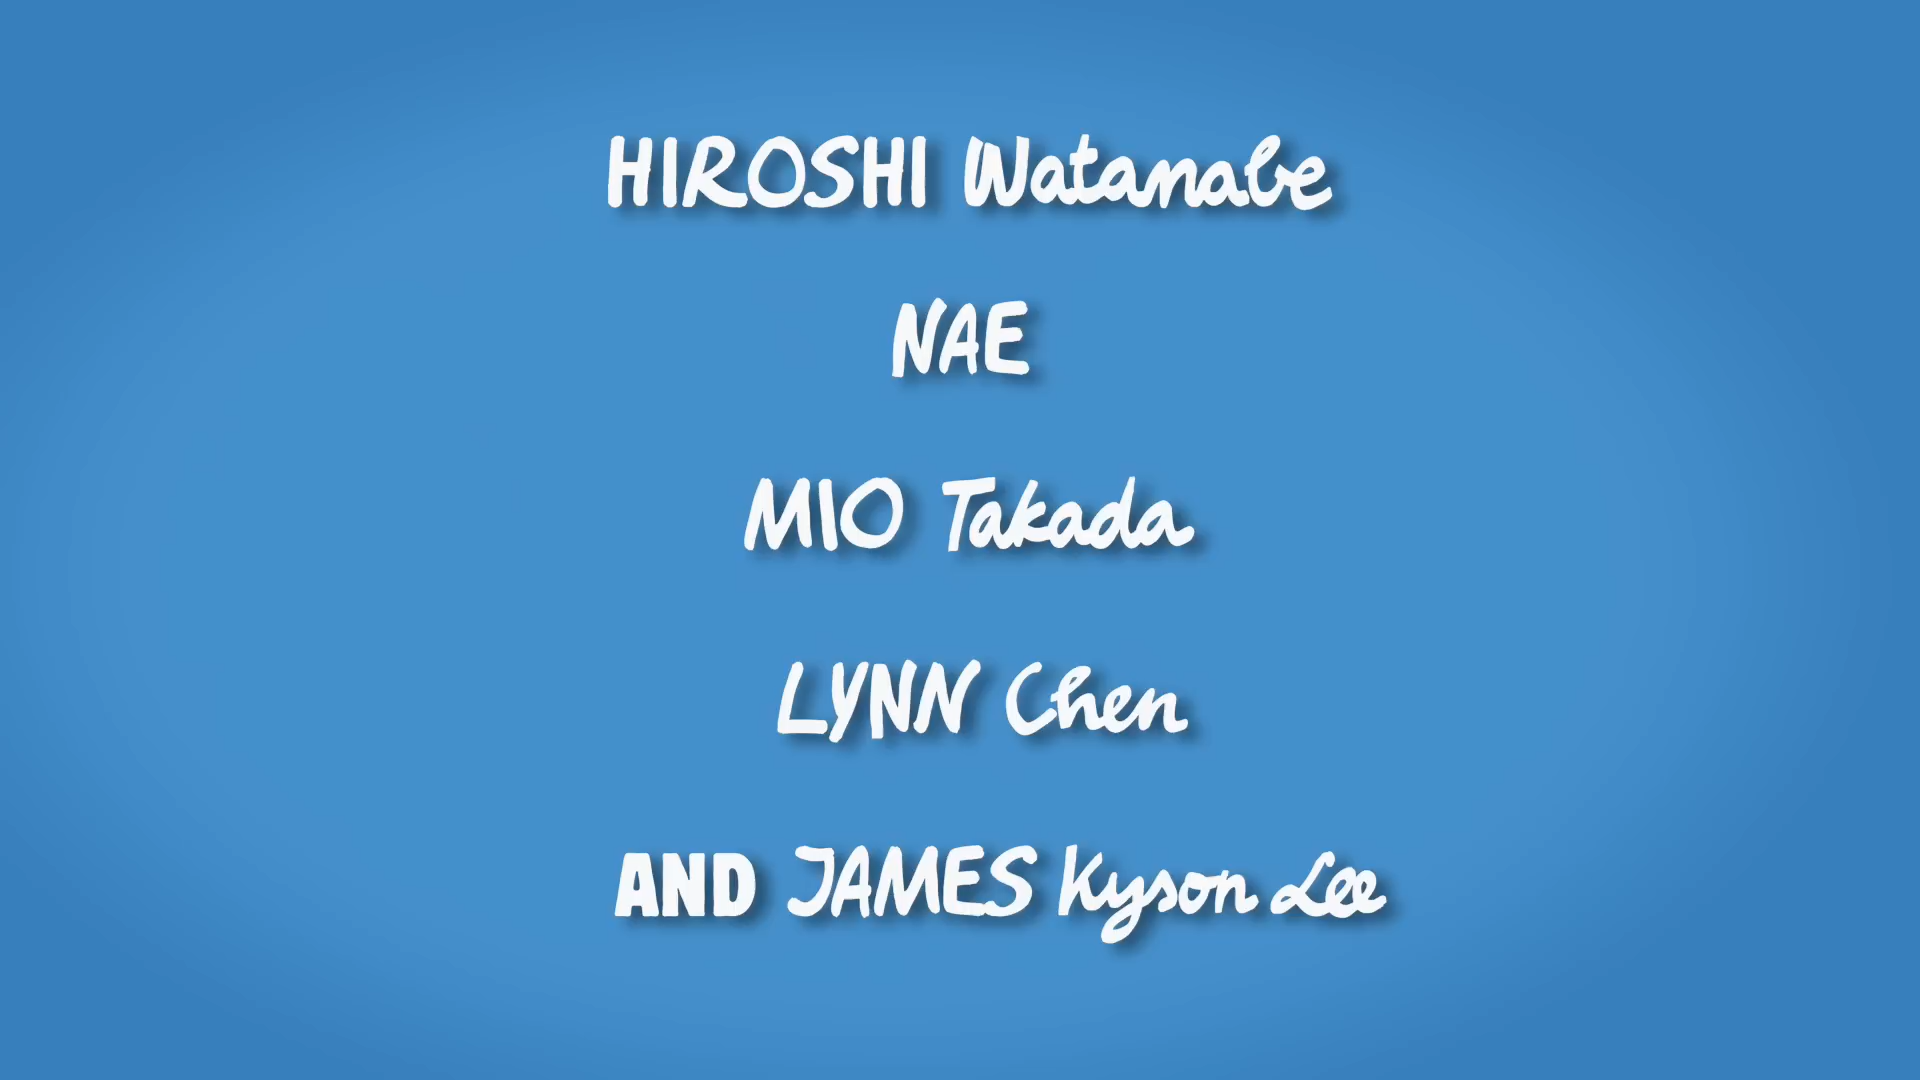 HIROSHI Watanabe
NAE
MIO Takada
LYNN Chen
AND JAMES Kyson Lee